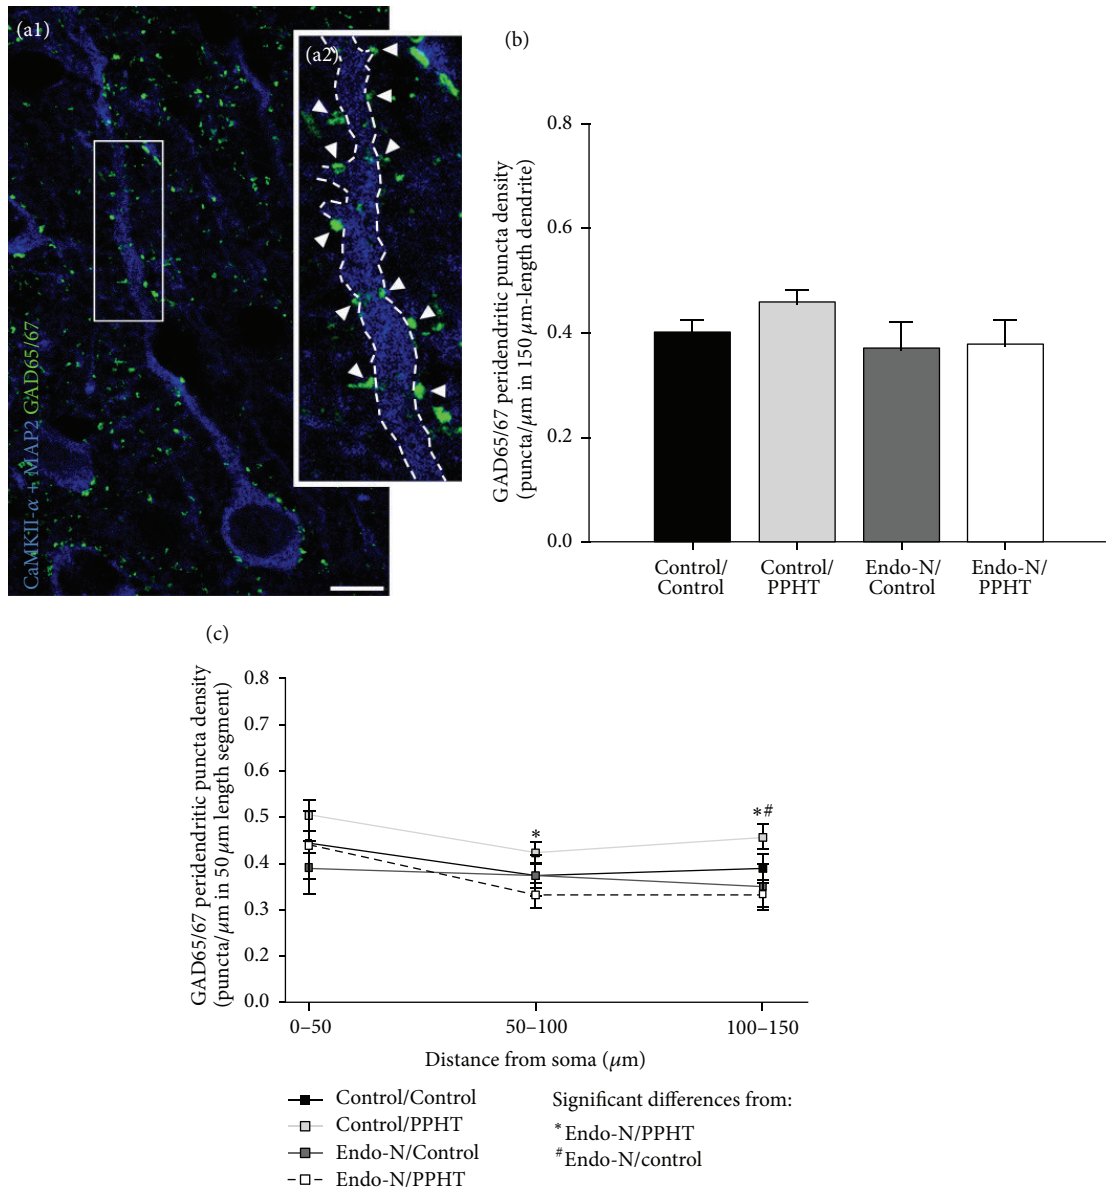 (a1)
(a2)
CaMKII-α + MAP2 GAD65/67
(b)
GAD65/67 peridendritic puncta density
(puncta/μm in 150 μm-length dendrite)
0.8
0.6
0.4
0.2
0.0
Control/
Control
Control/
PPHT
Endo-N/
Control
Endo-N/
PPHT
(c)
GAD65/67 peridendritic puncta density
(puncta/μm in 50 μm length segment)
0.8
0.7
0.6
0.5
0.4
0.3
0.2
0.0
*
*#
0–50
50–100
100–150
Distance from soma (μm)
Control/Control
Control/PPHT
Endo-N/Control
Endo-N/PPHT
Significant differences from:
*Endo-N/PPHT
#Endo-N/control